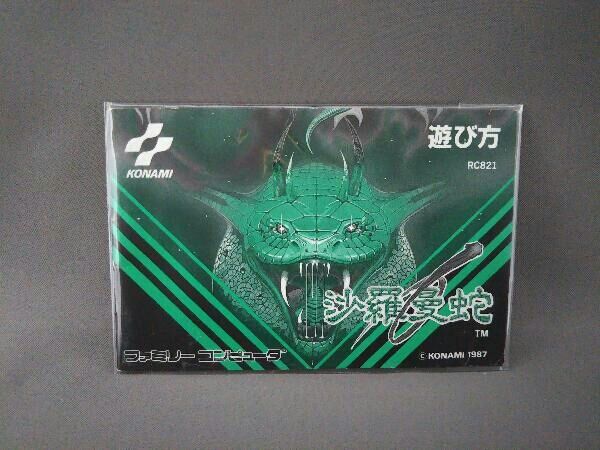 KONAMI
遊び方
RC821
沙羅曼蛇
TM
ファミリー コンピュータ
© KONAMI 1987